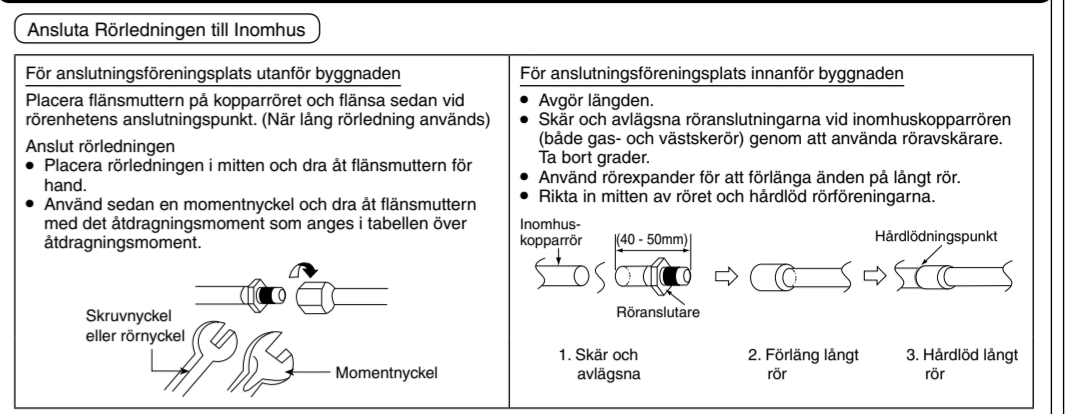 Ansluta Rörledningen till Inomhus
För anslutningsföreningsplats utanför byggnaden
Placera flänsmuttern på kopparröret och flänsa sedan vid
rörenhetens anslutningspunkt. (När lång rörledning används)
Anslut rörledningen
● Placera rörledningen i mitten och dra åt flänsmuttern för
hand.
● Använd sedan en momentnyckel och dra åt flänsmuttern
med det åtdragningsmoment som anges i tabellen över
åtdragningsmoment.
Skruvnyckel
eller rörnyckel
Momentnyckel
För anslutningsföreningsplats innanför byggnaden
● Avgör längden.
● Skär och avlägsna röranslutningarna vid inomhuskopparrören
(både gas- och västskerör) genom att använda röravskärare.
Ta bort grader.
● Använd rörexpander för att förlänga änden på långt rör.
● Rikta in mitten av röret och hårdlöd rörföreningarna.
Inomhus-
kopparrör
(40 - 50mm)
Hårdlödningspunkt
Röranslutare
1. Skär och
avlägsna
2. Förläng långt
rör
3. Hårdlöd långt
rör